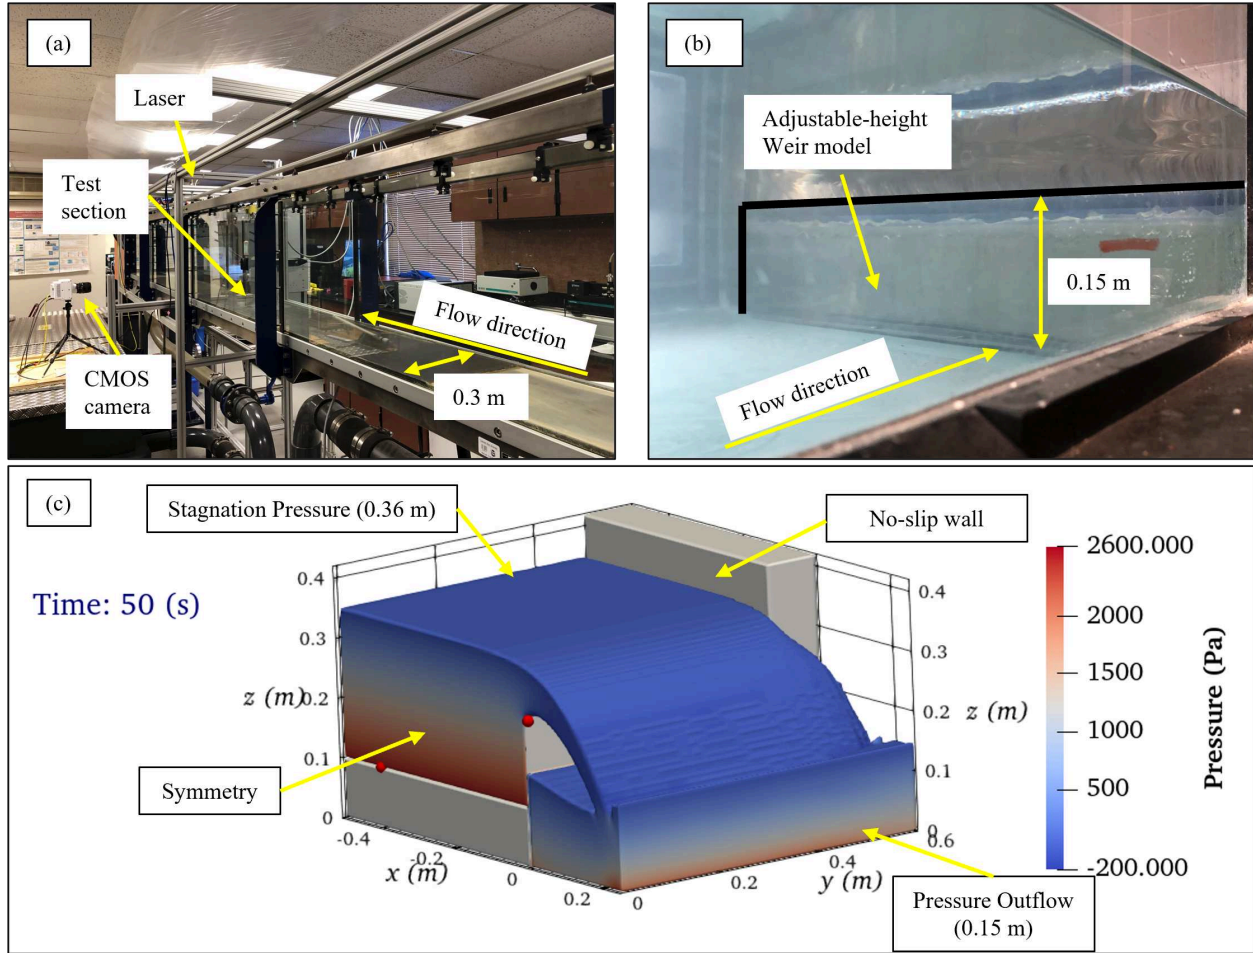 (a)
Laser
Test
section
CMOS
camera
Flow direction
0.3 m
(b)
Adjustable-height
Weir model
0.15 m
Flow direction
(c)
Stagnation Pressure (0.36 m)
No-slip wall
Time: 50 (s)
Symmetry
Pressure Outflow
(0.15 m)
0.4
0.3
z (m)
0.2
0.1
0
-0.4
-0.2
x (m)
0
0.2
0
0.2
y (m)
0.4
0.6
0.4
0.3
z (m)
0.2
0.1
0
2600.000
2000
1500
1000
500
-200.000
Pressure (Pa)